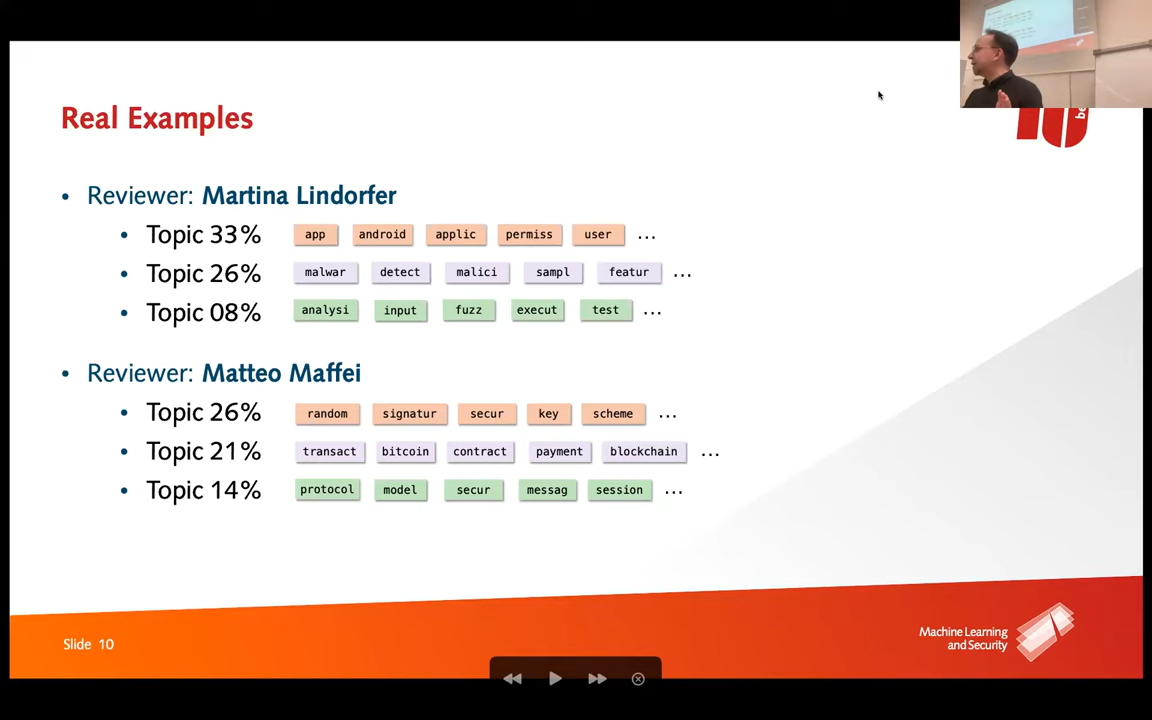 Real Examples
• Reviewer: Martina Lindorfer
• Topic 33% app android applic permiss user ...
• Topic 26% malwar detect malici sampl featur ...
• Topic 08% analysi input fuzz execut test ...
• Reviewer: Matteo Maffei
• Topic 26% random signatur secur key scheme ...
• Topic 21% transact bitcoin contract payment blockchain ...
• Topic 14% protocol model secur messag session ...
Slide 10
Machine Learning
and Security